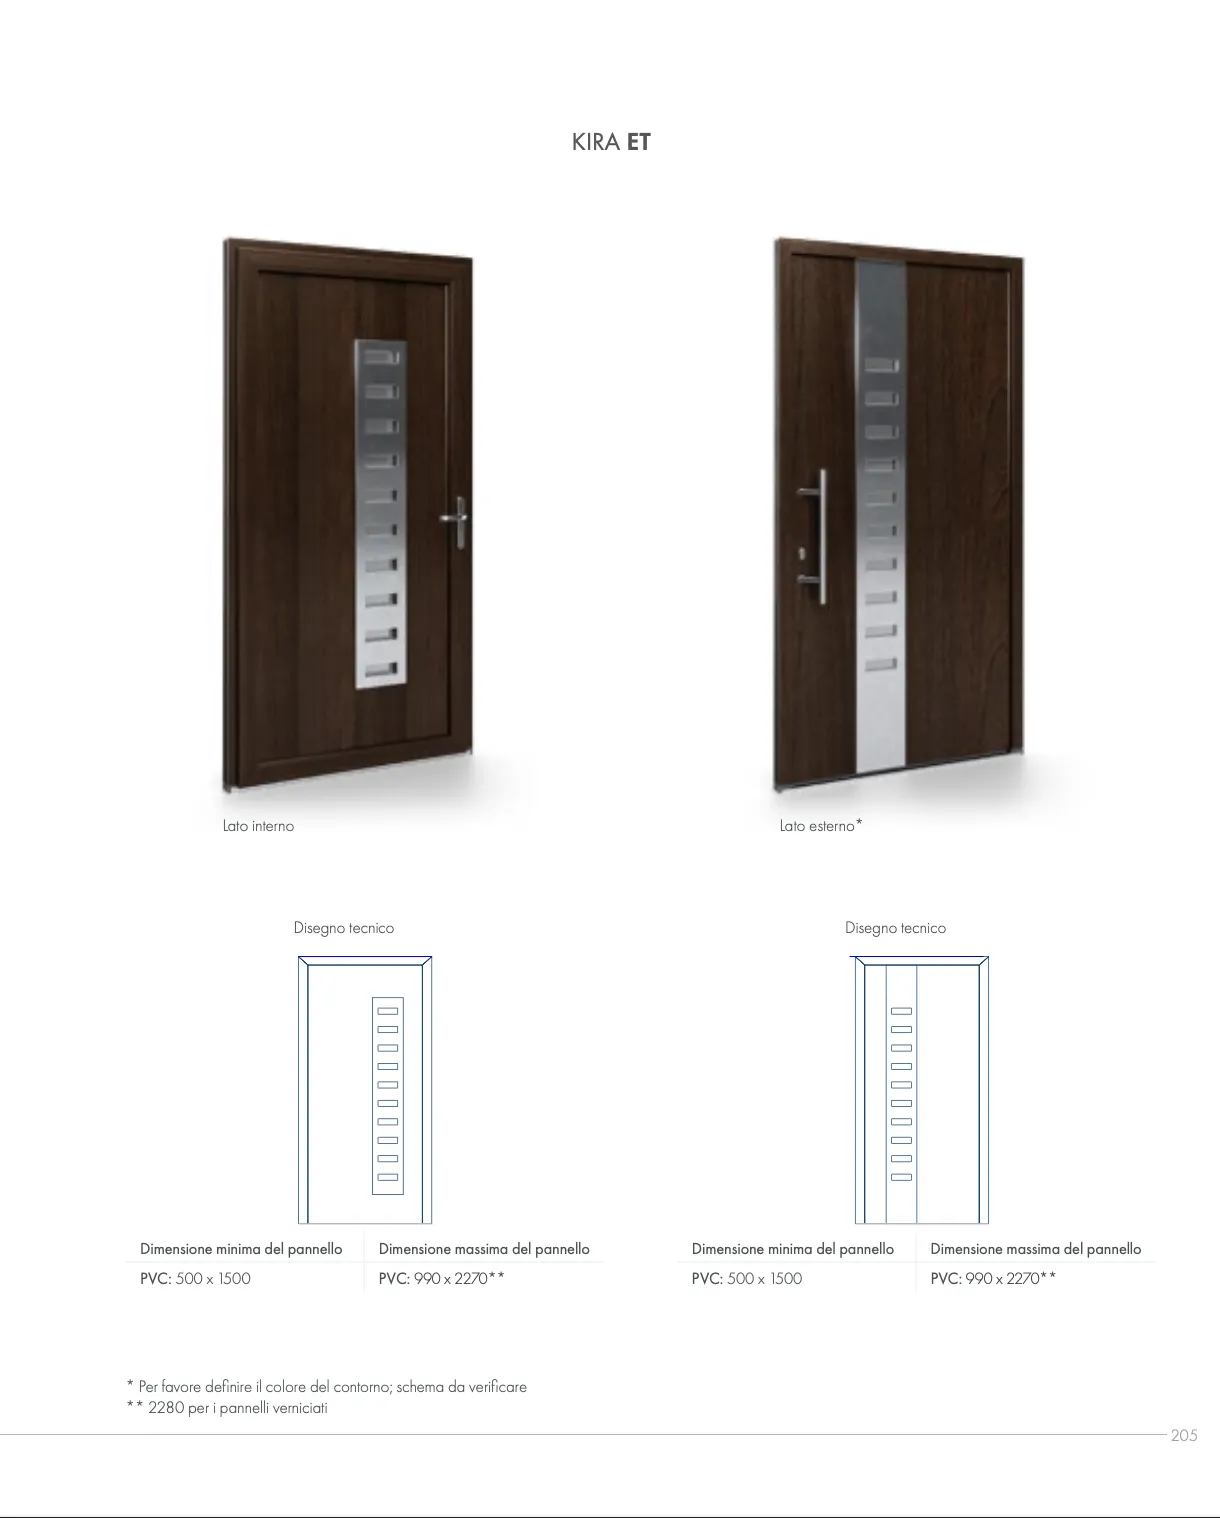 KIRA ET
Lato interno
Lato esterno*
Disegno tecnico
Disegno tecnico
Dimensione minima del pannello
Dimensione massima del pannello
PVC: 500 x 1500
PVC: 990 x 2270**
Dimensione minima del pannello
Dimensione massima del pannello
PVC: 500 x 1500
PVC: 990 x 2270**
* Per favore definire il colore del contorno; schema da verificare
** 2280 per i pannelli verniciati
205